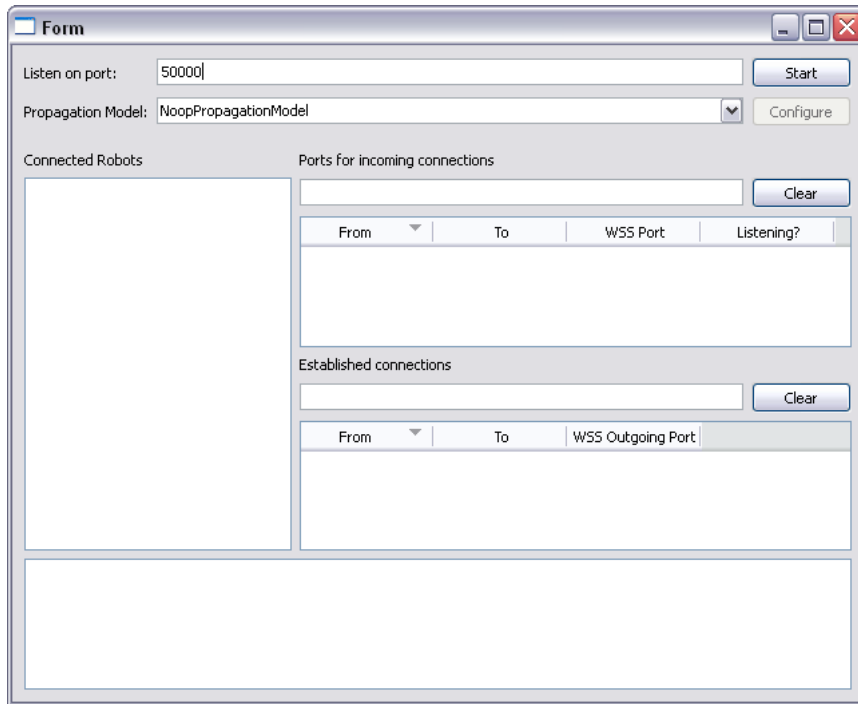 Form
Listen on port: 50000 Start
Propagation Model: NoopPropagationModel Configure
Connected Robots Ports for incoming connections
Clear
From To WSS Port Listening?
Established connections
Clear
From To WSS Outgoing Port